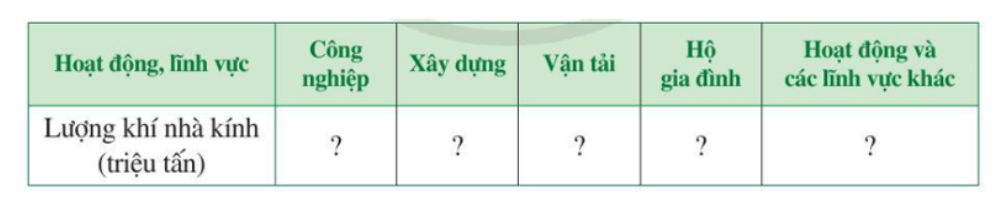 Hoạt động, lĩnh vực
Công
nghiệp
Xây dựng
Vận tải
Hộ
gia đình
Hoạt động và
các lĩnh vực khác
Lượng khí nhà kính
(triệu tấn)
?
?
?
?
?